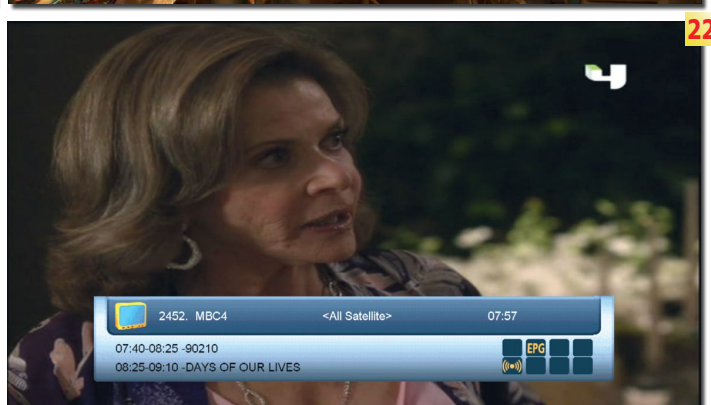 22
2452. MBC4 <All Satellite> 07:57
07:40-08:25 -90210
EPG
08:25-09:10 -DAYS OF OUR LIVES